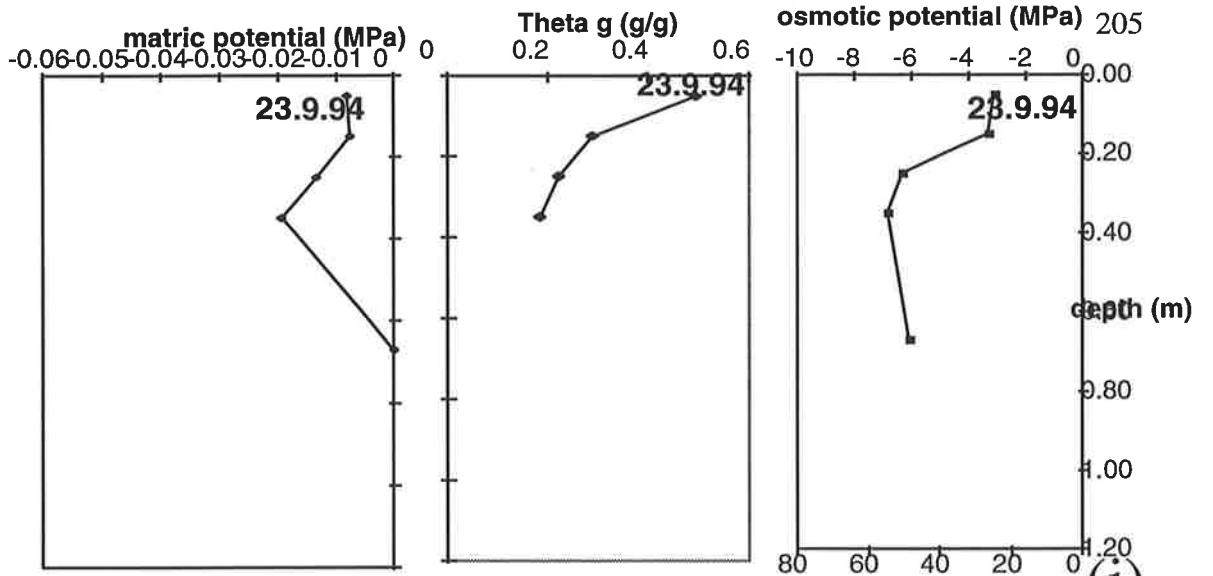 matric potential (MPa)
-0.06-0.05-0.04-0.03-0.02-0.01 0
23.9.94
Theta g (g/g)
0 0.2 0.4 0.6
23.9.94
osmotic potential (MPa) 205
-10 -8 -6 -4 -2 0
23.9.94
0.00
0.20
0.40
depth (m)
0.80
1.00
1.20
80 60 40 20 0